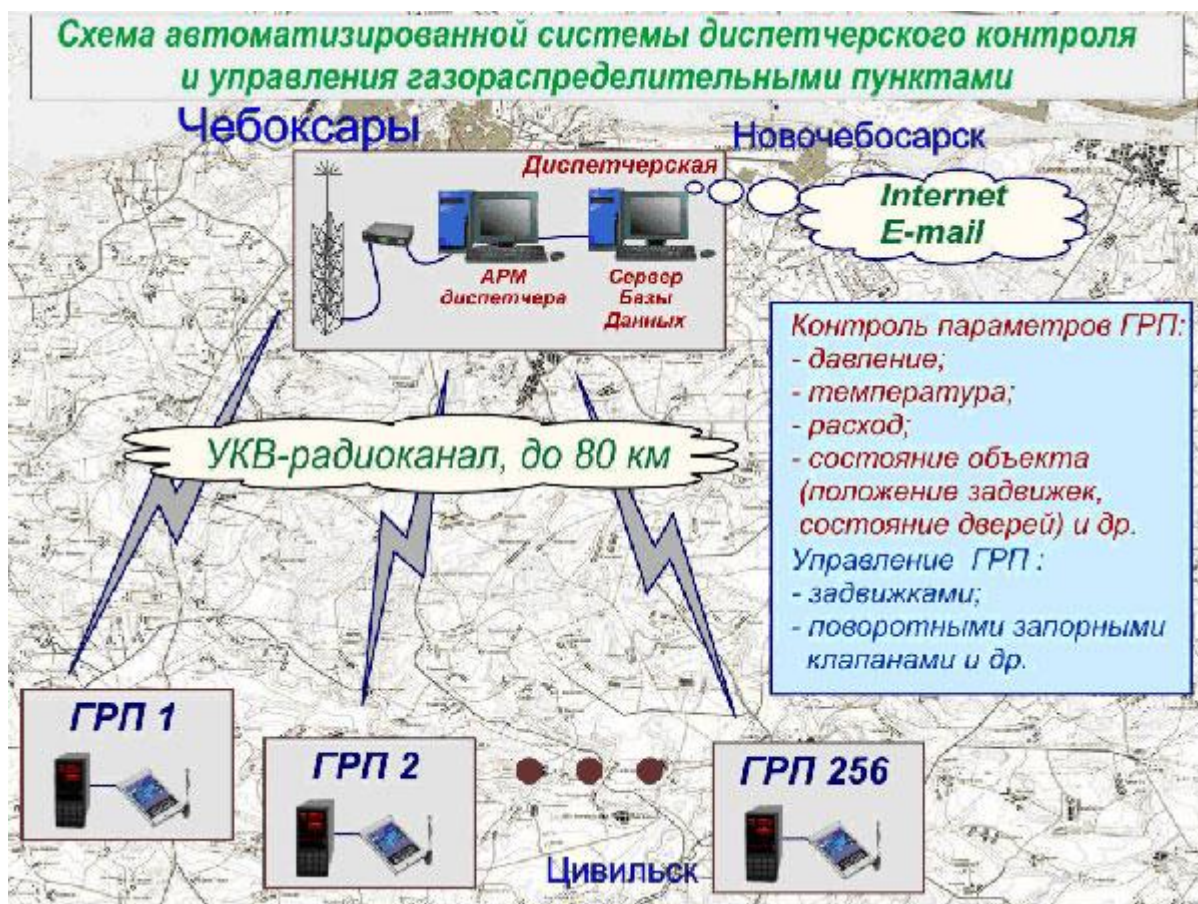 Схема автоматизированной системы диспетчерского контроля
и управления газораспределительными пунктами
Чебоксары
Новочебосарск
Диспетчерская
Internet
E-mail
АРМ
диспетчера
Сервер
Базы
Данных
Контроль параметров ГРП:
- давление;
- температура;
- расход;
- состояние объекта
(положение задвижек,
состояние дверей) и др.
Управление ГРП :
- задвижками;
- поворотными запорными
клапанами и др.
УКВ-радиоканал, до 80 км
ГРП 1
ГРП 2
ГРП 256
Цивильск